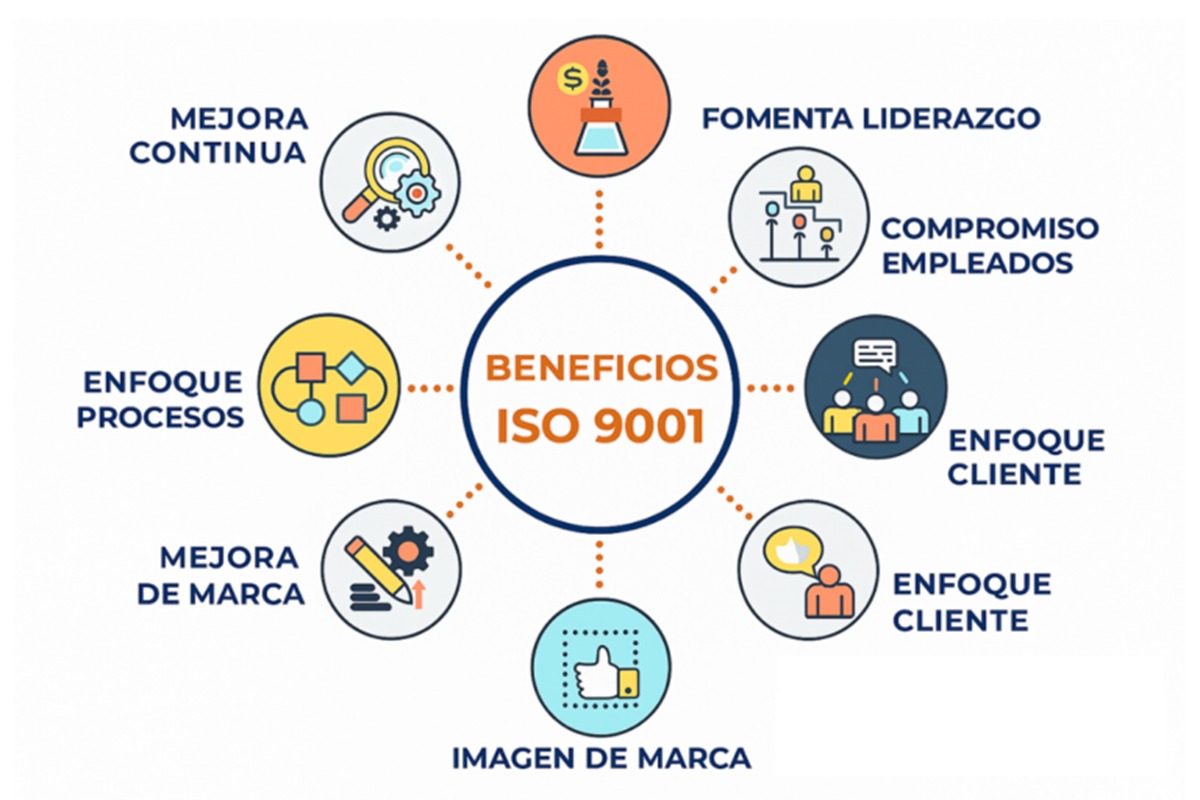 MEJORA
CONTINUA
FOMENTA LIDERAZGO
$
COMPROMISO
EMPLEADOS
BENEFICIOS
ISO 9001
ENFOQUE
PROCESOS
ENFOQUE
CLIENTE
MEJORA
DE MARCA
ENFOQUE
CLIENTE
IMAGEN DE MARCA